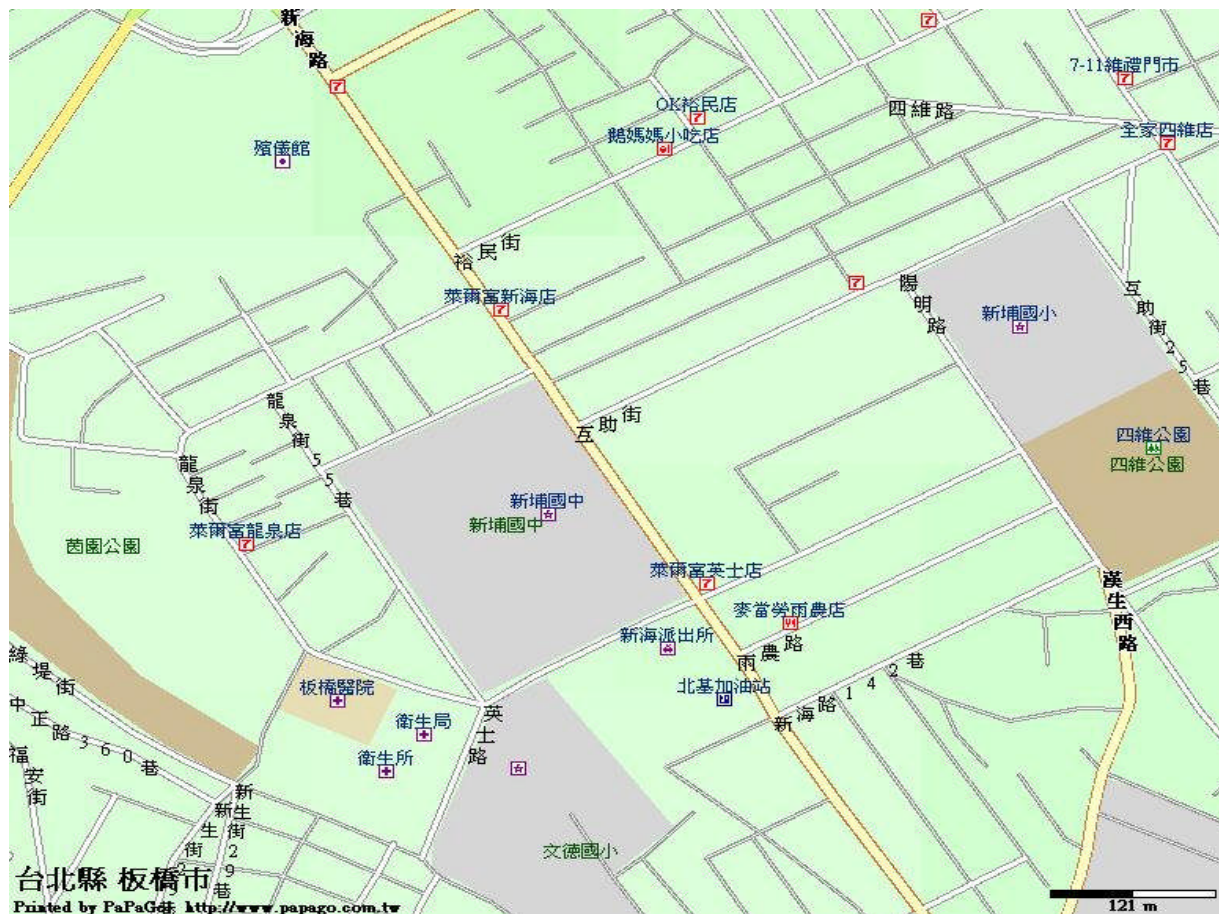 新海路
7-11維禮門市
OK裕民店
四維路
鵝媽媽小吃店
全家四維店
殯儀館
裕民街
萊爾富新海店
陽明路
新埔國小
互助街25巷
龍泉街55巷
互助街
四維公園
四維公園
龍泉街
新埔國中
新埔國中
萊爾富龍泉店
茵園公園
萊爾富英士店
漢生西路
麥當勞雨農店
新海派出所
雨農路
綠堤街
板橋醫院
北基加油站
新海路142巷
中正路360巷
衛生局
英士路
福安街
衛生所
新生街29巷
新生街
文德國小
台北縣 板橋市
Printed by PaPaGo! http://www.papago.com.tw
121 m